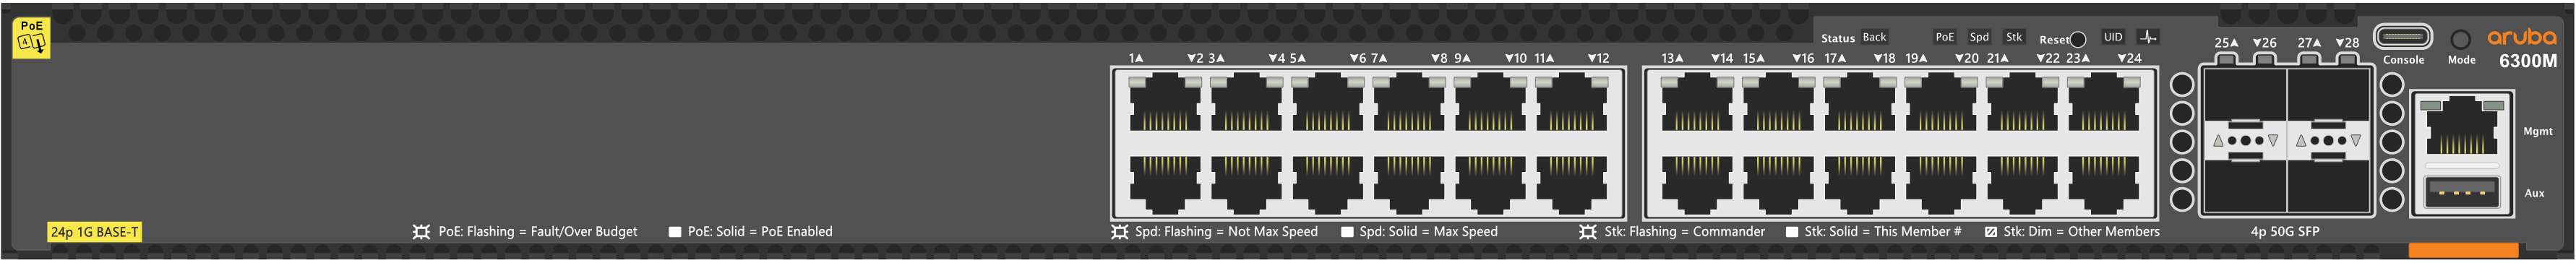 PoE
4 1
Status Back PoE Spd Stk Reset UID
1▲ ▼2 3▲ ▼4 5▲ ▼6 7▲ ▼8 9▲ ▼10 11▲ ▼12
13▲ ▼14 15▲ ▼16 17▲ ▼18 19▲ ▼20 21▲ ▼22 23▲ ▼24
25▲ ▼26 27▲ ▼28
Console
Mode
aruba
6300M
Mgmt
Aux
24p 1G BASE-T
PoE: Flashing = Fault/Over Budget PoE: Solid = PoE Enabled
Spd: Flashing = Not Max Speed Spd: Solid = Max Speed
Stk: Flashing = Commander Stk: Solid = This Member # Stk: Dim = Other Members
4p 50G SFP